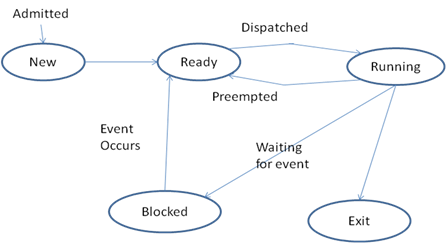 Admitted
Dispatched
New
Ready
Running
Preempted
Event
Occurs
Waiting
for event
Blocked
Exit